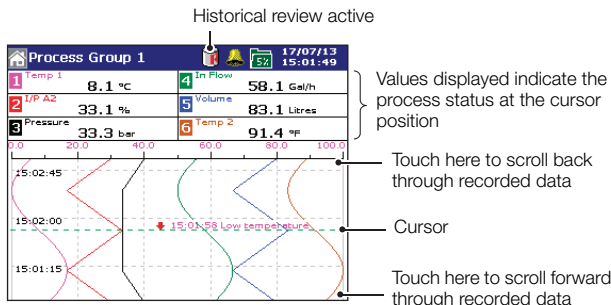 Historical review active
Process Group 1
5%
17/07/13
15:01:49
1 Temp 1 8.1 °C
4 In Flow 58.1 Gal/h
2 I/P A2 33.1 %
5 Volume 83.1 Litres
3 Pressure 33.3 bar
6 Temp 2 91.4 °F
Values displayed indicate the
process status at the cursor
position
0.0 20.0 40.0 60.0 80.0 100.0
15:02:45
Touch here to scroll back
through recorded data
15:02:00
15:01:58 Low temperature
Cursor
15:01:15
Touch here to scroll forward
through recorded data